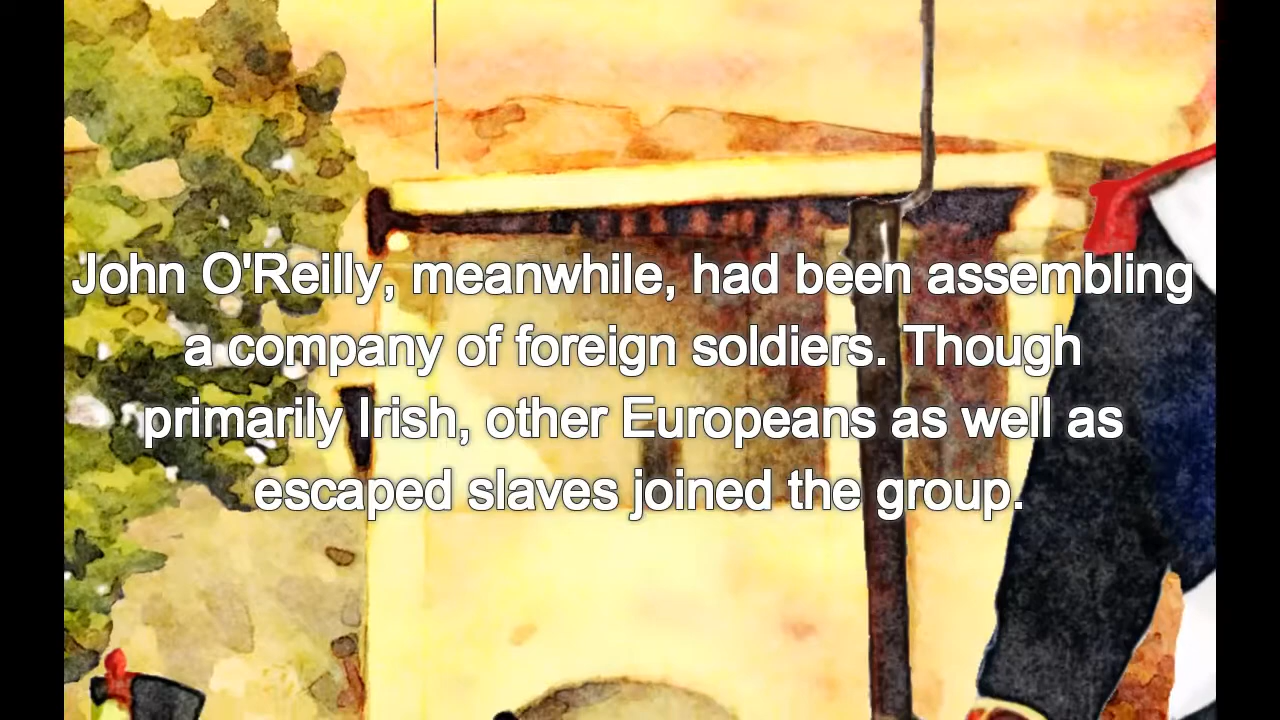 John O'Reilly, meanwhile, had been assembling
a company of foreign soldiers. Though
primarily Irish, other Europeans as well as
escaped slaves joined the group.